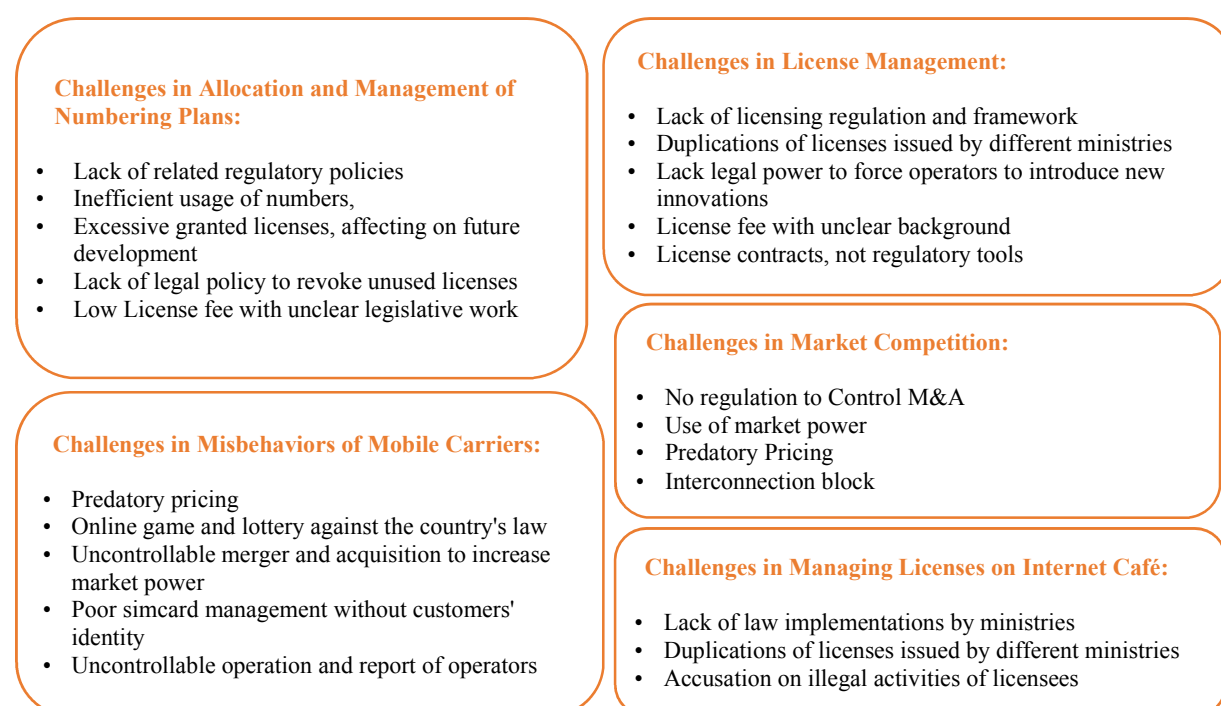 Challenges in Allocation and Management of
Numbering Plans:
• Lack of related regulatory policies
• Inefficient usage of numbers,
• Excessive granted licenses, affecting on future
development
• Lack of legal policy to revoke unused licenses
• Low License fee with unclear legislative work
Challenges in License Management:
• Lack of licensing regulation and framework
• Duplications of licenses issued by different ministries
• Lack legal power to force operators to introduce new
innovations
• License fee with unclear background
• License contracts, not regulatory tools
Challenges in Market Competition:
• No regulation to Control M&A
• Use of market power
• Predatory Pricing
• Interconnection block
Challenges in Misbehaviors of Mobile Carriers:
• Predatory pricing
• Online game and lottery against the country's law
• Uncontrollable merger and acquisition to increase
market power
• Poor simcard management without customers'
identity
• Uncontrollable operation and report of operators
Challenges in Managing Licenses on Internet Café:
• Lack of law implementations by ministries
• Duplications of licenses issued by different ministries
• Accusation on illegal activities of licensees